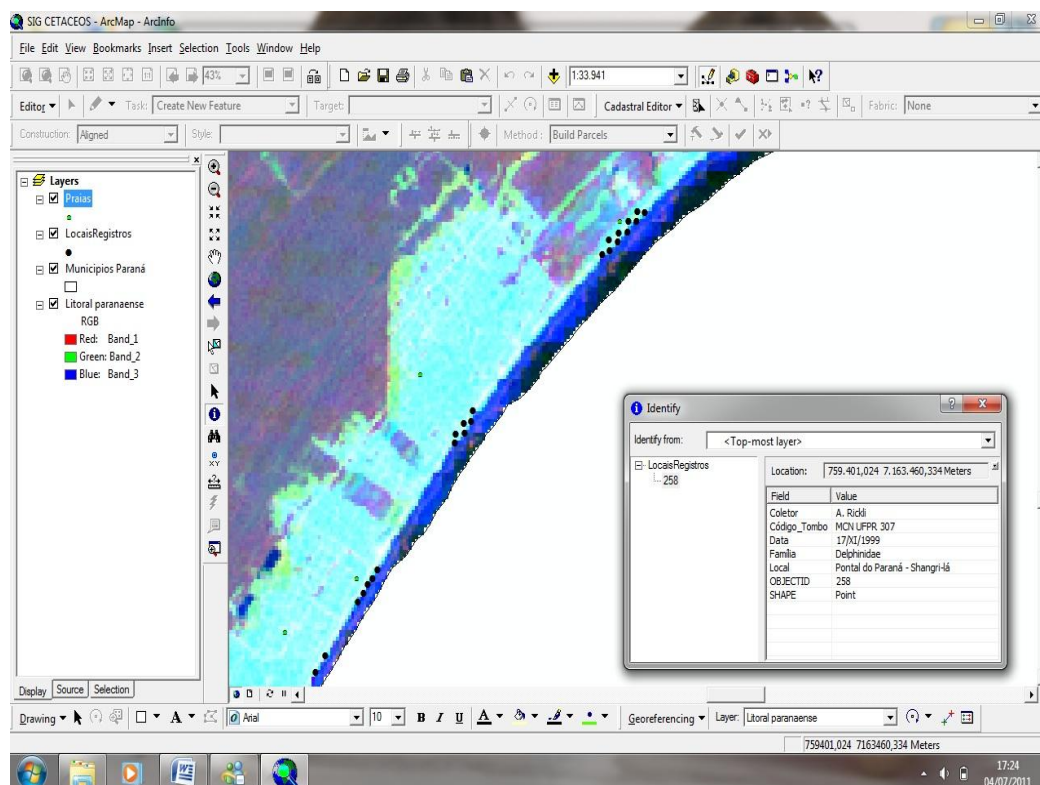 SIG CETACEOS - ArcMap - ArcInfo
File Edit View Bookmarks Insert Selection Tools Window Help
43% 1:33.941
Editor Task: Create New Feature Target: Cadastral Editor Fabric: None
Construction: Aligned Style: Method: Build Parcels
Layers
Praias
LocaisRegistros
Municipios Paraná
Litoral paranaense
RGB
Red: Band_1
Green: Band_2
Blue: Band_3
XY
Identify
Identify from: <Top-most layer>
LocaisRegistros
258
Location: 759.401,024 7.163.460,334 Meters
Field Value
Coletor A. Rickli
Código_Tombo MCN UFPR 307
Data 17/XI/1999
Família Delphinidae
Local Pontal do Paraná - Shangri-lá
OBJECTID 258
SHAPE Point
Display Source Selection
Drawing A Arial 10 B I U A Georeferencing Layer: Litoral paranaense
759401,024 7163460,334 Meters
17:24
04/07/2011